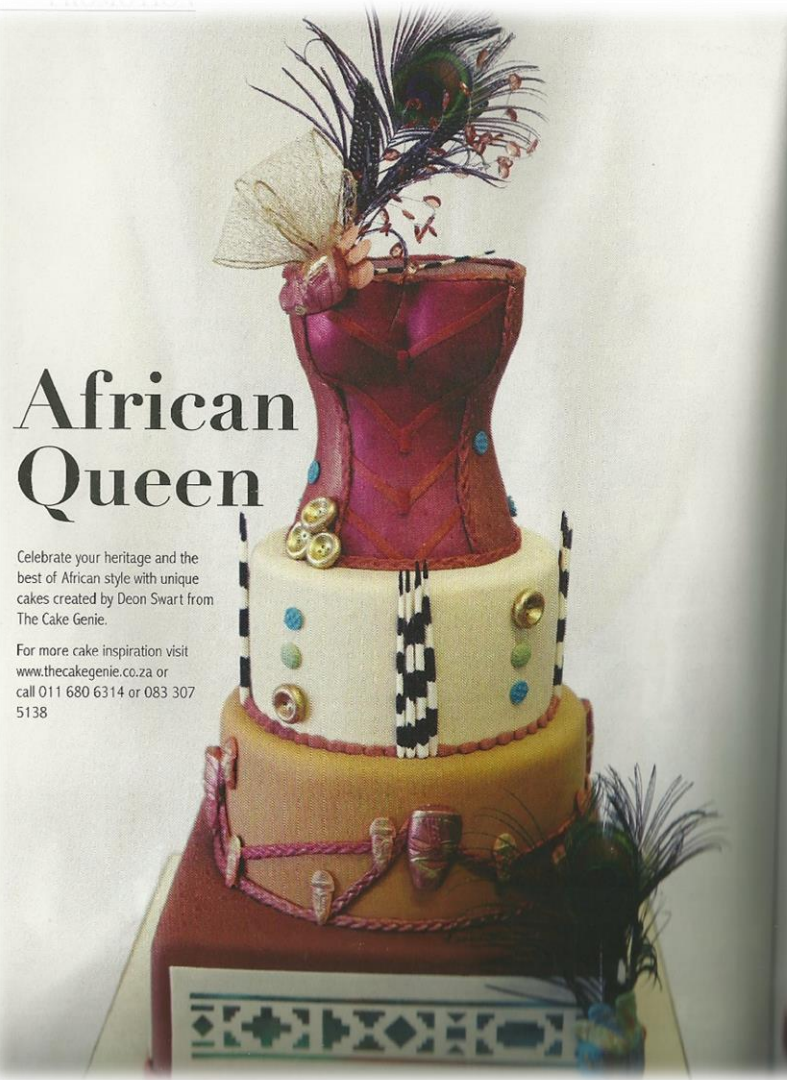 African
Queen
Celebrate your heritage and the
best of African style with unique
cakes created by Deon Swart from
The Cake Genie.
For more cake inspiration visit
www.thecakegenie.co.za or
call 011 680 6314 or 083 307
5138